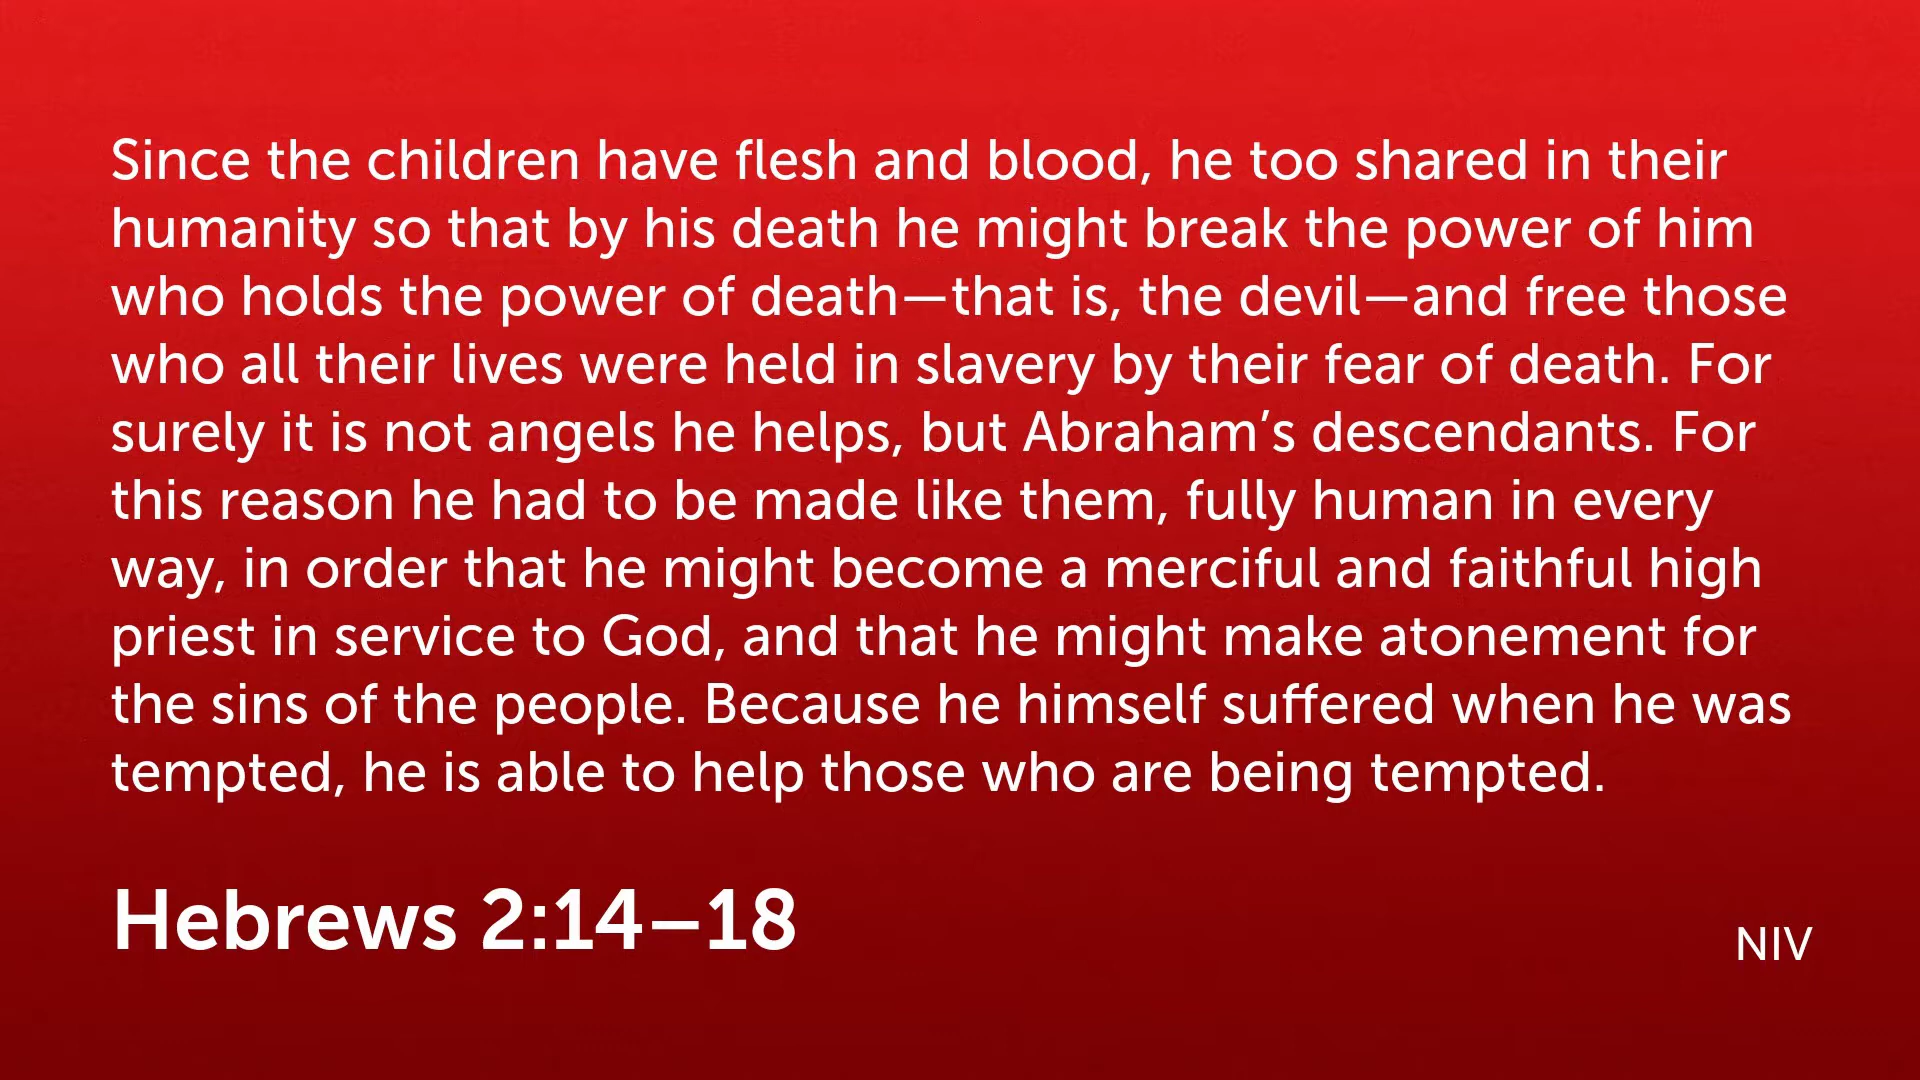 Since the children have flesh and blood, he too shared in their
humanity so that by his death he might break the power of him
who holds the power of death—that is, the devil—and free those
who all their lives were held in slavery by their fear of death. For
surely it is not angels he helps, but Abraham’s descendants. For
this reason he had to be made like them, fully human in every
way, in order that he might become a merciful and faithful high
priest in service to God, and that he might make atonement for
the sins of the people. Because he himself suffered when he was
tempted, he is able to help those who are being tempted.
Hebrews 2:14–18
NIV